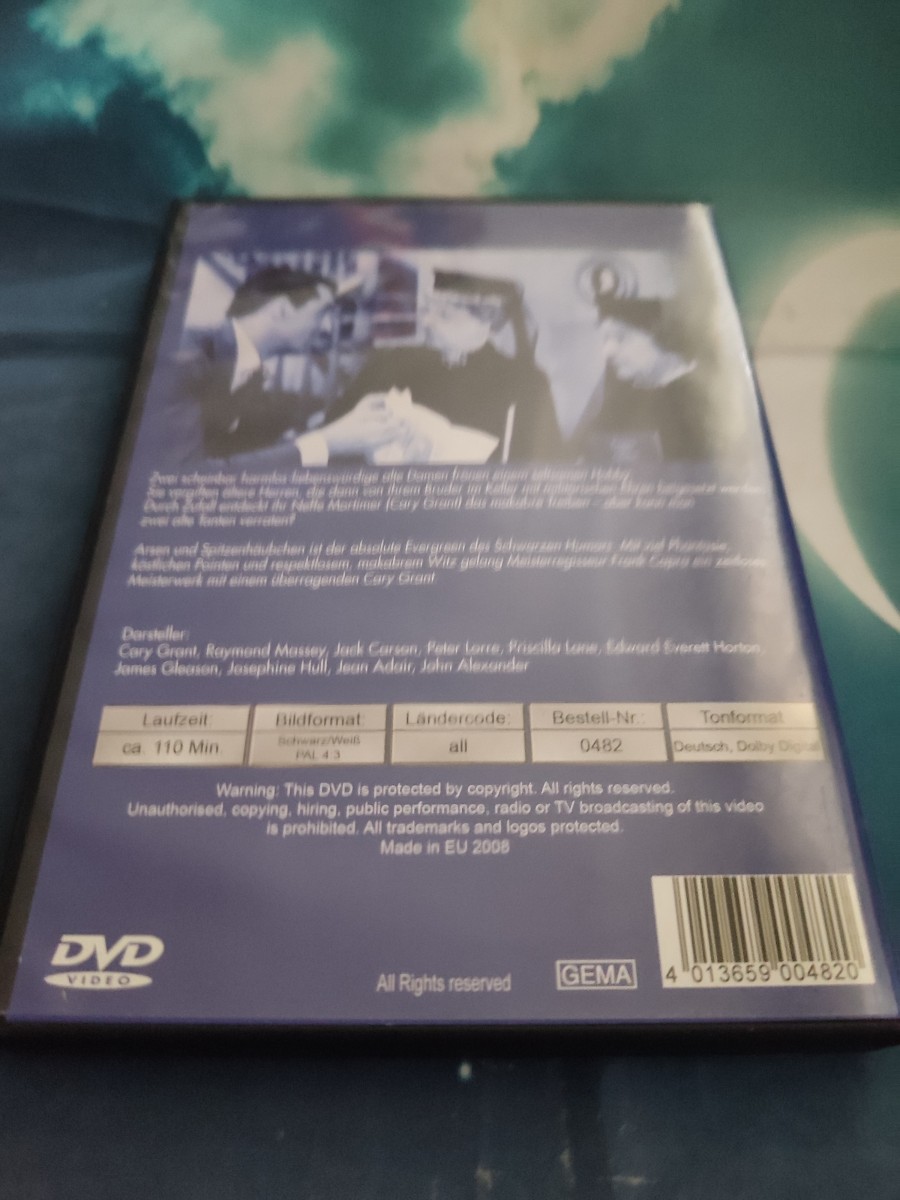 Zwei scheinbar harmlos liebenswürdige alte Damen frönen einem seltsamen Hobby.
Sie vergiften ältere Herren, die dann von ihrem Bruder im Keller mit militärischen Ehren beigesetzt werden.
Durch Zufall entdeckt ihr Neffe Mortimer (Cary Grant) das makabre Treiben - aber kann man
zwei alte Tanten verraten?
Arsen und Spitzenhäubchen ist der absolute Evergreen des Schwarzen Humors. Mit viel Phantasie,
köstlichen Pointen und respektlosem, makabrem Witz gelang Meisterregisseur Frank Capra ein zeitloses
Meisterwerk mit einem überragenden Cary Grant
Darsteller:
Cary Grant, Raymond Massey, Jack Carson, Peter Lorre, Priscilla Lane, Edward Everett Horton,
James Gleason, Josephine Hull, Jean Adair, John Alexander
Laufzeit: Bildformat: Ländercode: Bestell-Nr.: Tonformat
ca. 110 Min. Schwarz/Weiß PAL 4:3 all 0482 Deutsch, Dolby Digital
Warning: This DVD is protected by copyright. All rights reserved.
Unauthorised, copying, hiring, public performance, radio or TV broadcasting of this video
is prohibited. All trademarks and logos protected.
Made in EU 2008
DVD
VIDEO
All Rights reserved
GEMA
4 013659 004820